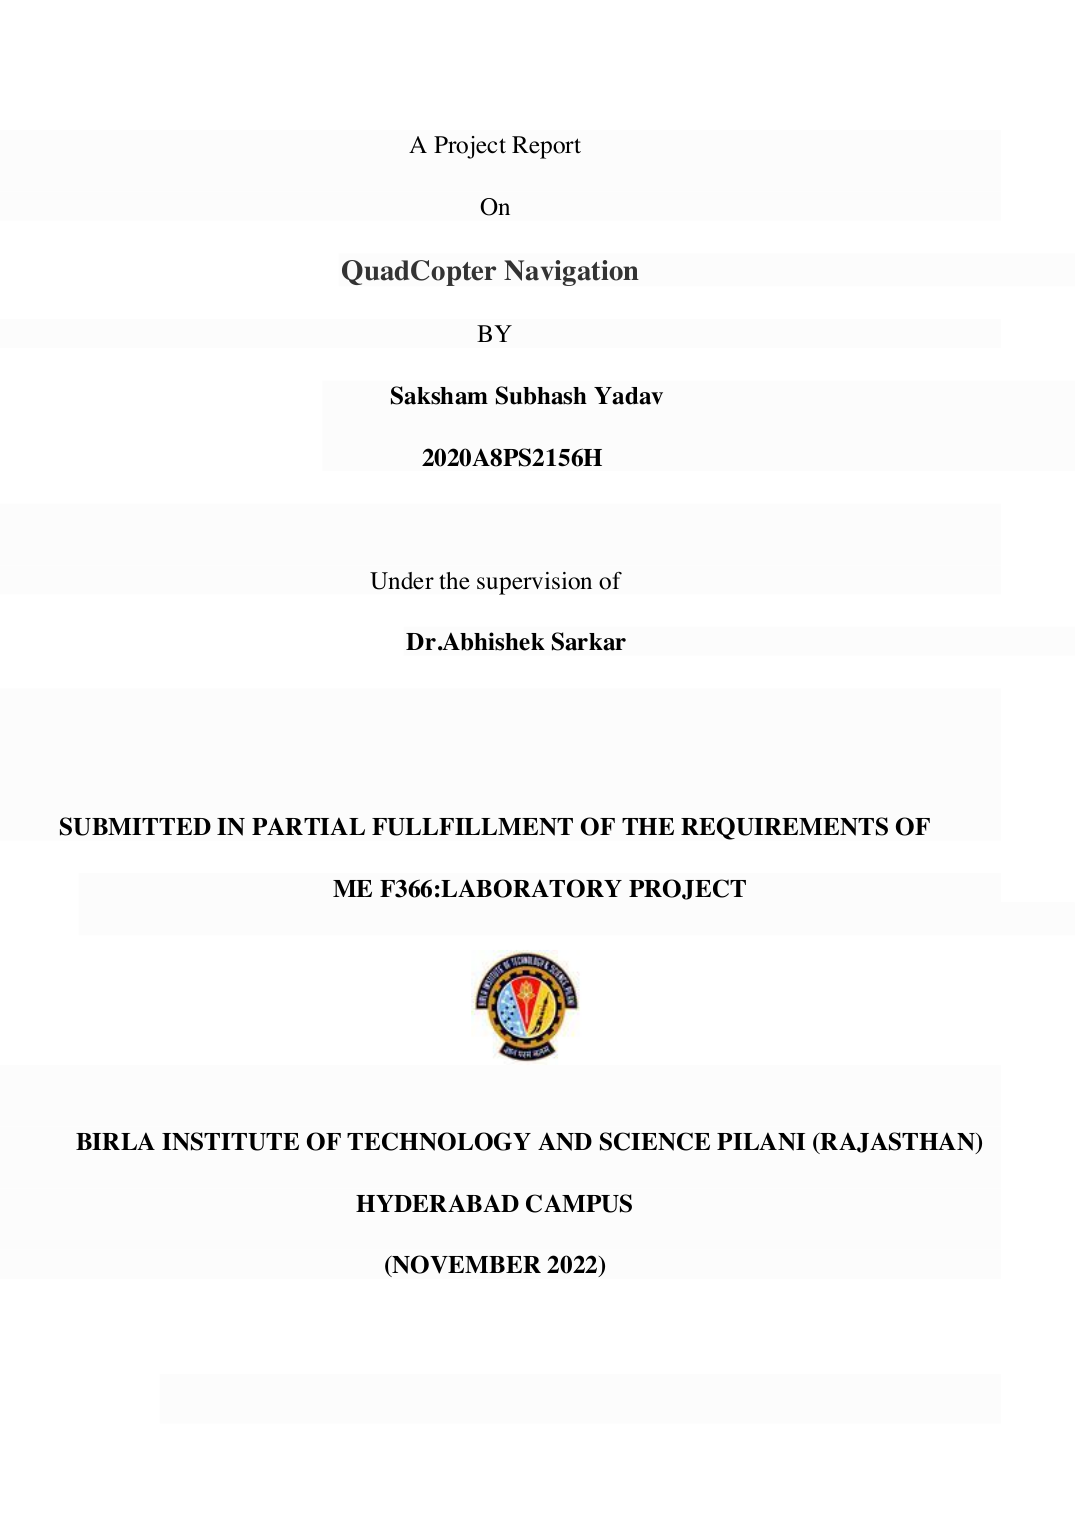 A Project Report
On
QuadCopter Navigation
BY
Saksham Subhash Yadav
2020A8PS2156H
Under the supervision of
Dr.Abhishek Sarkar
SUBMITTED IN PARTIAL FULLFILLMENT OF THE REQUIREMENTS OF
ME F366:LABORATORY PROJECT
BIRLA INSTITUTE OF TECHNOLOGY & SCIENCE PILANI
ज्ञानं परमं बलम्
BIRLA INSTITUTE OF TECHNOLOGY AND SCIENCE PILANI (RAJASTHAN)
HYDERABAD CAMPUS
(NOVEMBER 2022)